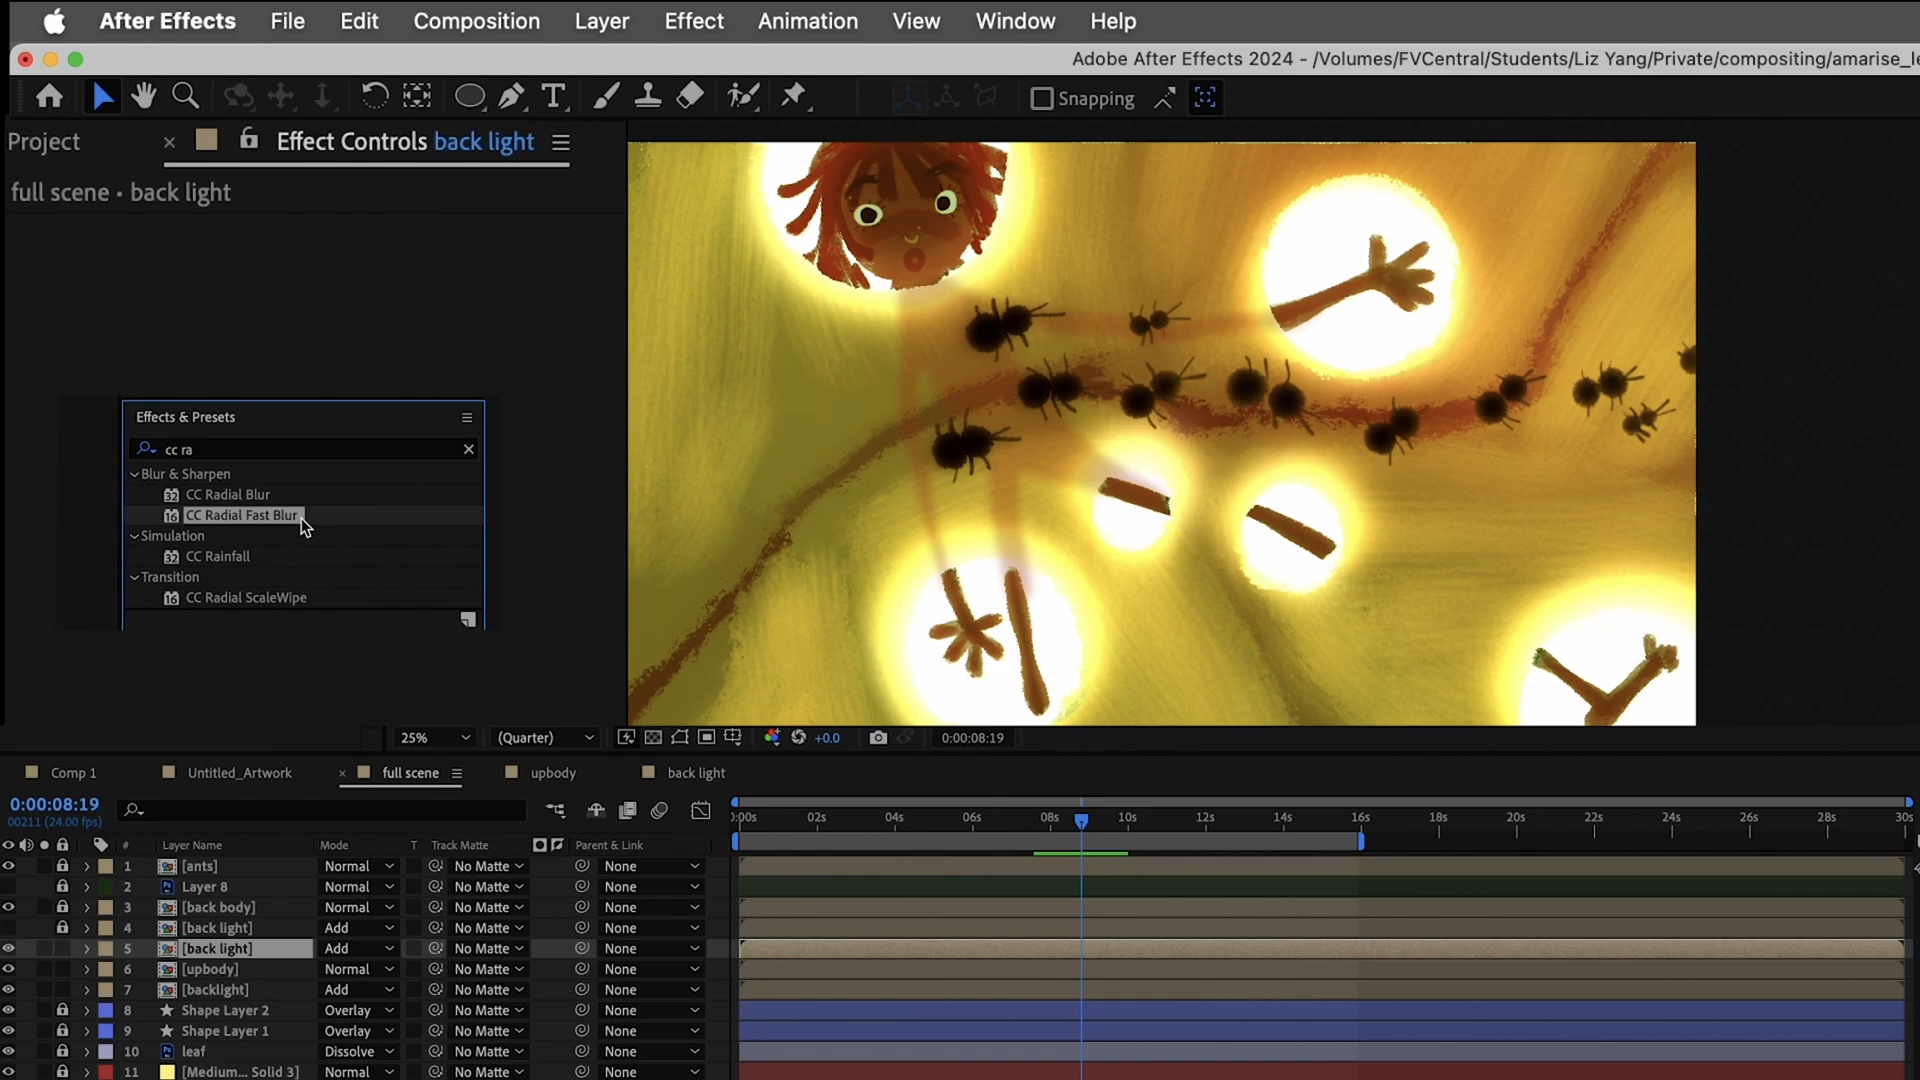 After Effects File Edit Composition Layer Effect Animation View Window Help
Adobe After Effects 2024 - /Volumes/FVCentral/Students/Liz Yang/Private/compositing/amarise_le
Snapping
Project × Effect Controls back light
full scene • back light
Effects & Presets
cc ra
Blur & Sharpen
32 CC Radial Blur
16 CC Radial Fast Blur
Simulation
32 CC Rainfall
Transition
16 CC Radial ScaleWipe
25% (Quarter) +0.0 0:00:08:19
Comp 1 Untitled_Artwork × full scene upbody back light
0:00:08:19
00211 (24.00 fps)
:00s 02s 04s 06s 08s 10s 12s 14s 16s 18s 20s 22s 24s 26s 28s 30s
# Layer Name Mode T Track Matte Parent & Link
1 [ants] Normal No Matte None
2 Ps Layer 8 Normal No Matte None
3 [back body] Normal No Matte None
4 [back light] Add No Matte None
5 [back light] Add No Matte None
6 [upbody] Normal No Matte None
7 [backlight] Add No Matte None
8 Shape Layer 2 Overlay No Matte None
9 Shape Layer 1 Overlay No Matte None
10 Ps leaf Dissolve No Matte None
11 [Medium... Solid 3] Normal No Matte None